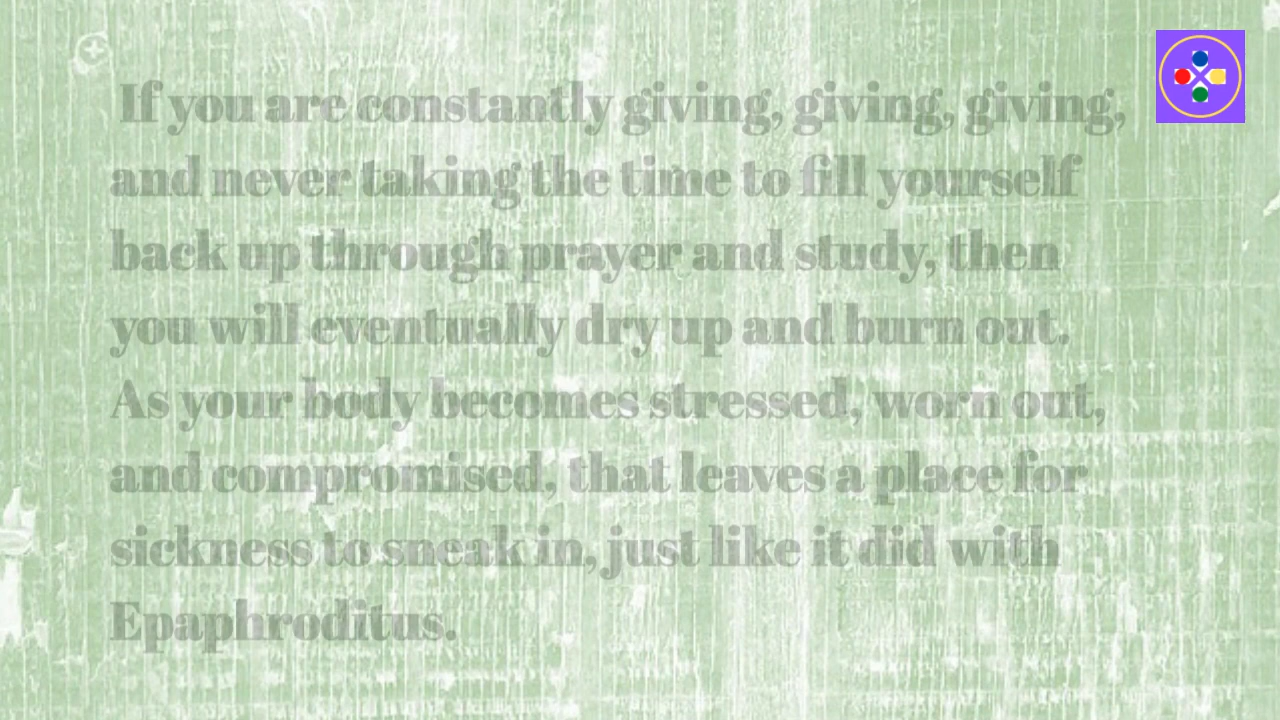 If you are constantly giving, giving, giving,
and never taking the time to fill yourself
back up through prayer and study, then
you will eventually dry up and burn out.
As your body becomes stressed, worn out,
and compromised, that leaves a place for
sickness to sneak in, just like it did with
Epaphroditus.